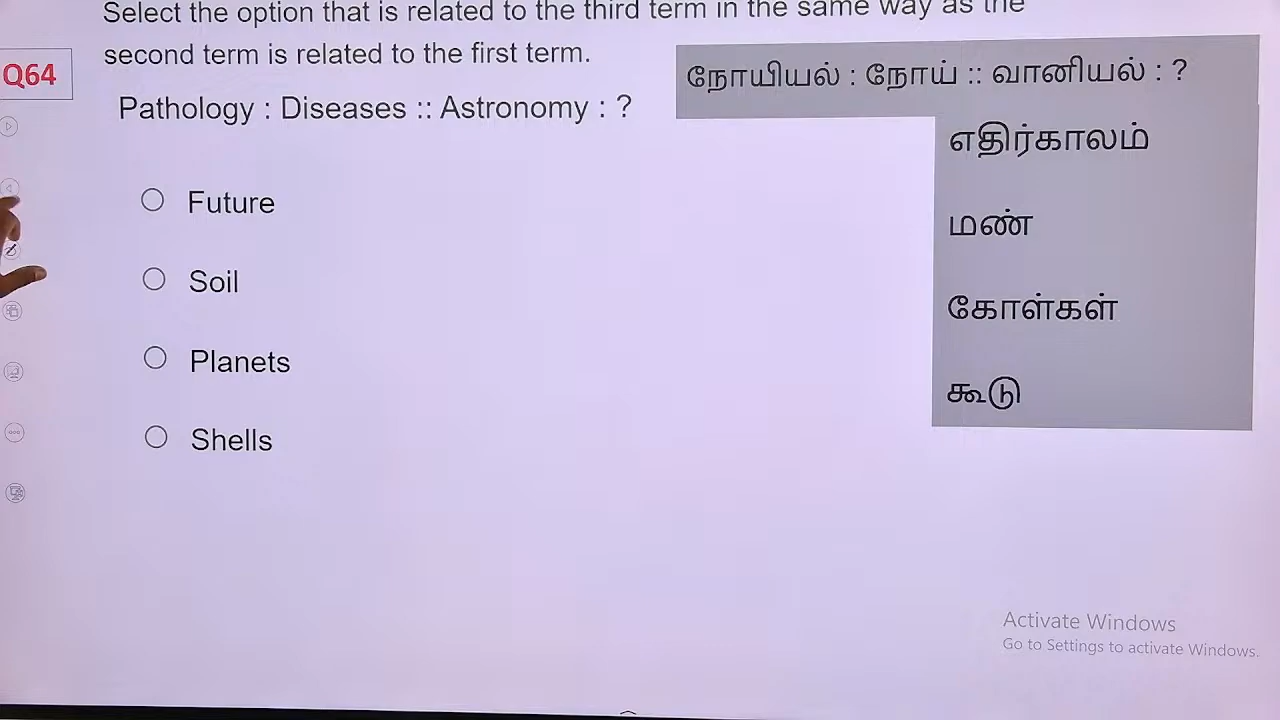 Select the option that is related to the third term in the same way as the
second term is related to the first term.
Q64
Pathology : Diseases :: Astronomy : ?
நோயியல் : நோய் :: வானியல் : ?
Future
Soil
Planets
Shells
எதிர்காலம்
மண்
கோள்கள்
கூடு
Activate Windows
Go to Settings to activate Windows.